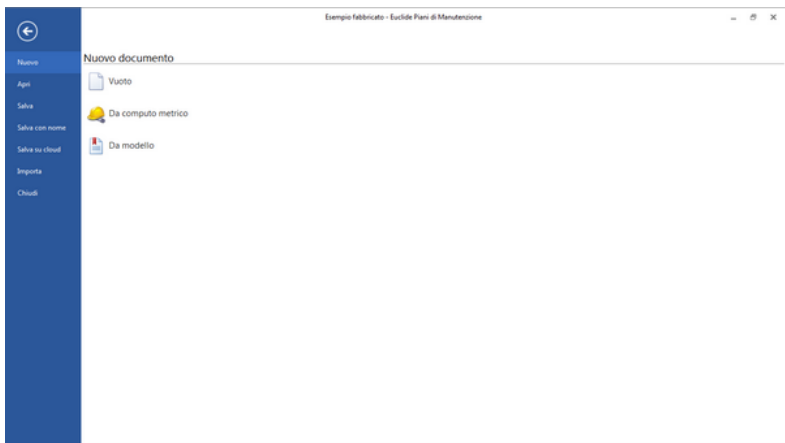 Esempio fabbricato - Euclide Piani di Manutenzione
Nuovo
Apri
Salva
Salva con nome
Salva su cloud
Importa
Chiudi
Nuovo documento
Vuoto
Da computo metrico
Da modello